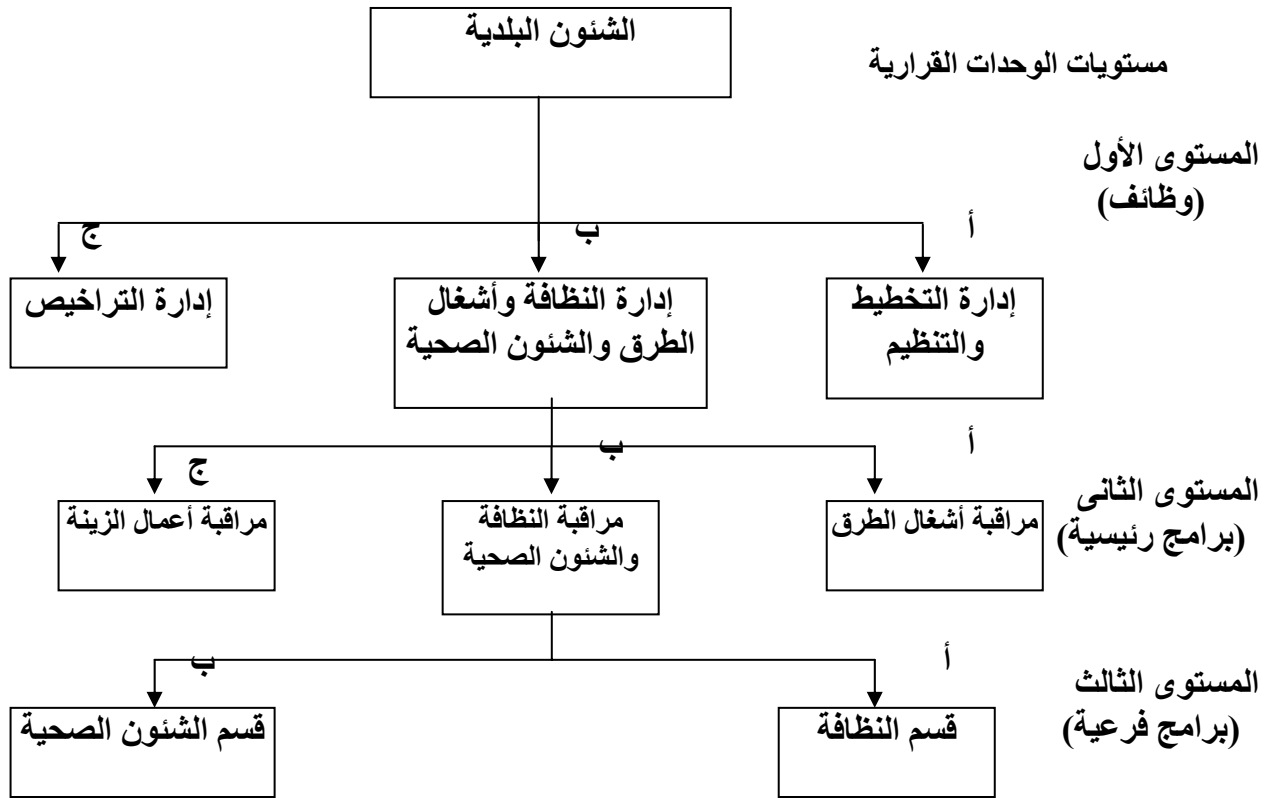 الشئون البلدية
مستويات الوحدات القرارية
المستوى الأول
(وظائف)
أ
ب
ج
إدارة التخطيط
والتنظيم
إدارة النظافة وأشغال
الطرق والشئون الصحية
إدارة التراخيص
أ
ب
ج
المستوى الثانى
(برامج رئيسية)
مراقبة أشغال الطرق
مراقبة النظافة
والشئون الصحية
مراقبة أعمال الزينة
أ
ب
المستوى الثالث
(برامج فرعية)
قسم النظافة
قسم الشئون الصحية